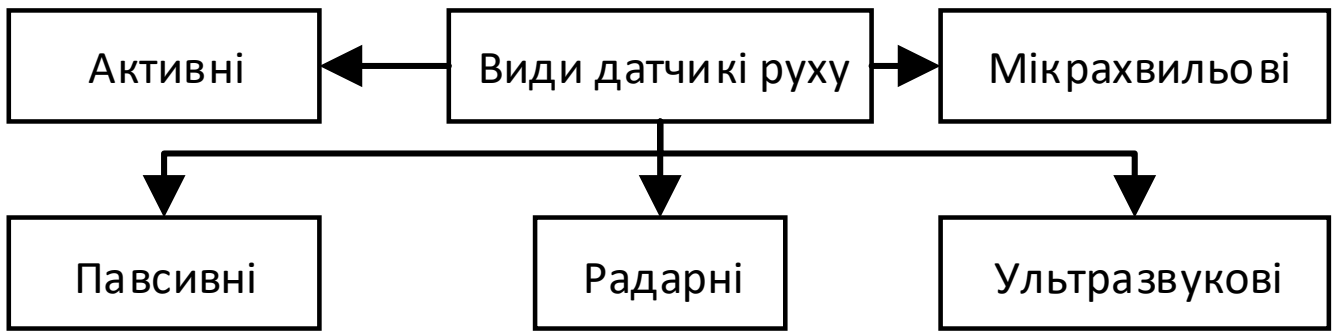 Активні
Види датчикі руху
Мікрахвильові
Павсивні
Радарні
Ультразвукові